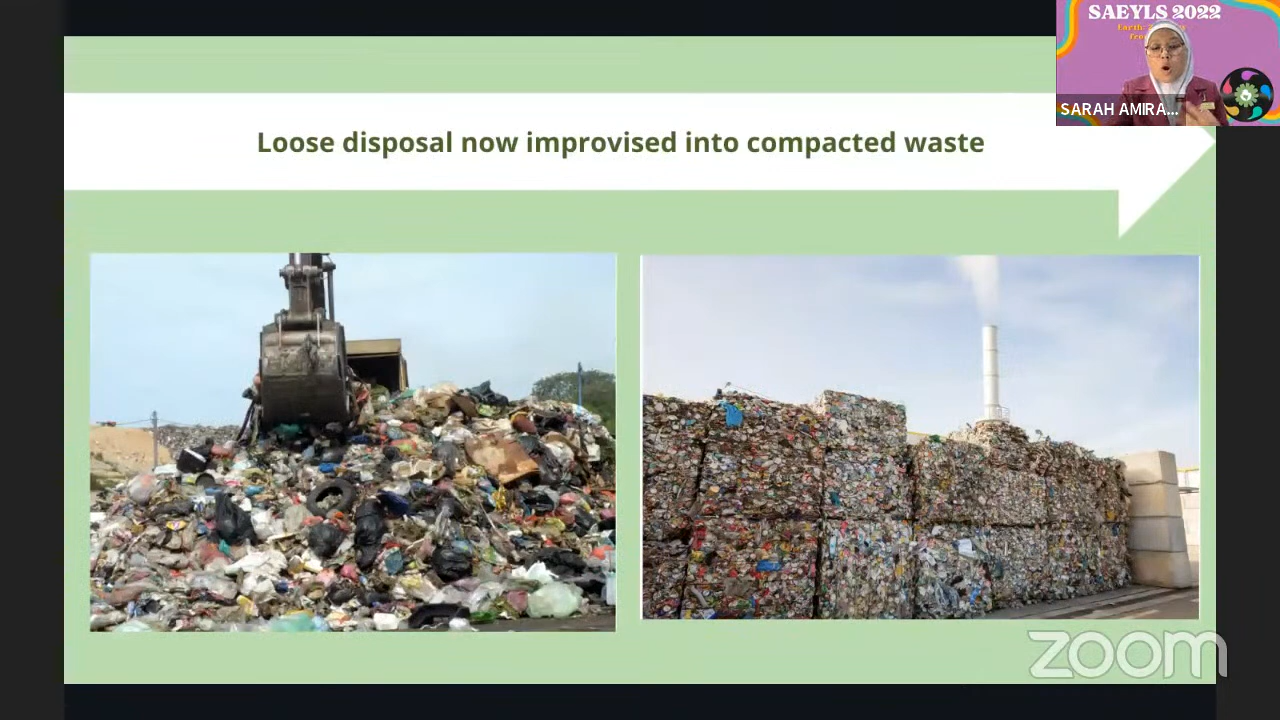 SAEYLS 2022
SARAH AMIRA...
Loose disposal now improvised into compacted waste
zoom